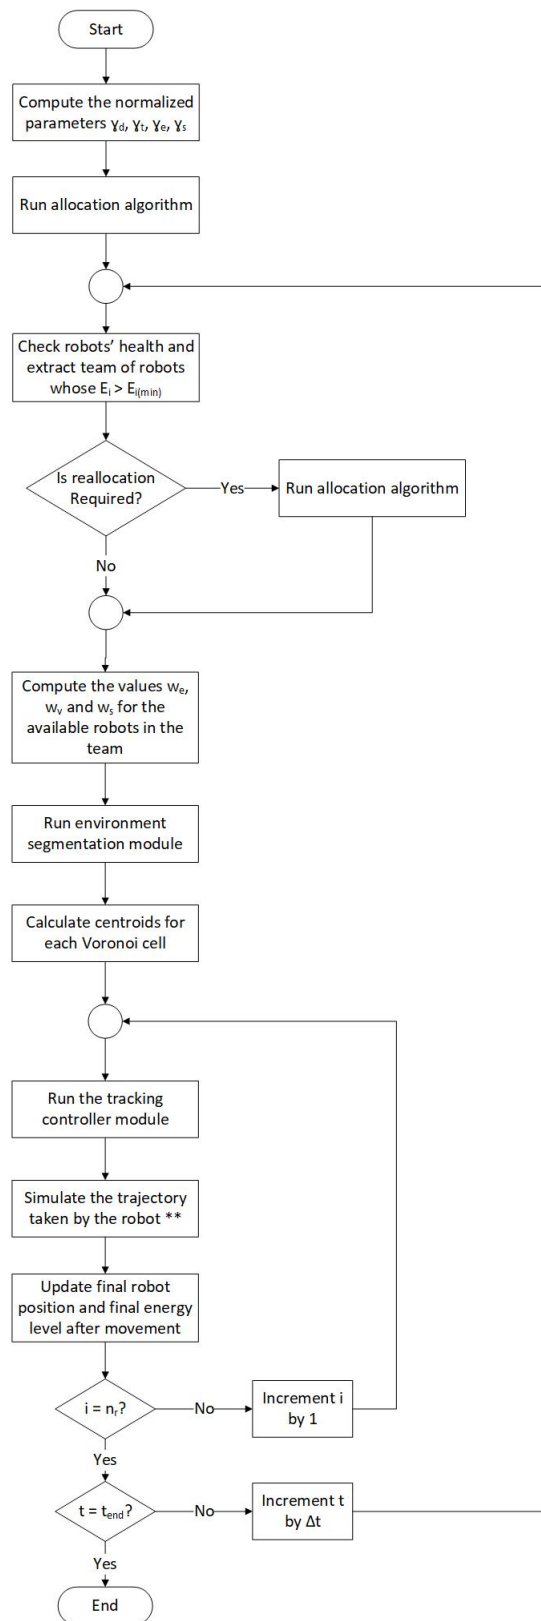 Start
Compute the normalized
parameters ɣd, ɣt, ɣe, ɣs
Run allocation algorithm
Check robots’ health and
extract team of robots
whose Ei > Ei(min)
Is reallocation
Required?
Yes
Run allocation algorithm
No
Compute the values we,
wv and ws for the
available robots in the
team
Run environment
segmentation module
Calculate centroids for
each Voronoi cell
Run the tracking
controller module
Simulate the trajectory
taken by the robot **
Update final robot
position and final energy
level after movement
i = nr?
No
Increment i
by 1
Yes
t = tend?
No
Increment t
by Δt
Yes
End